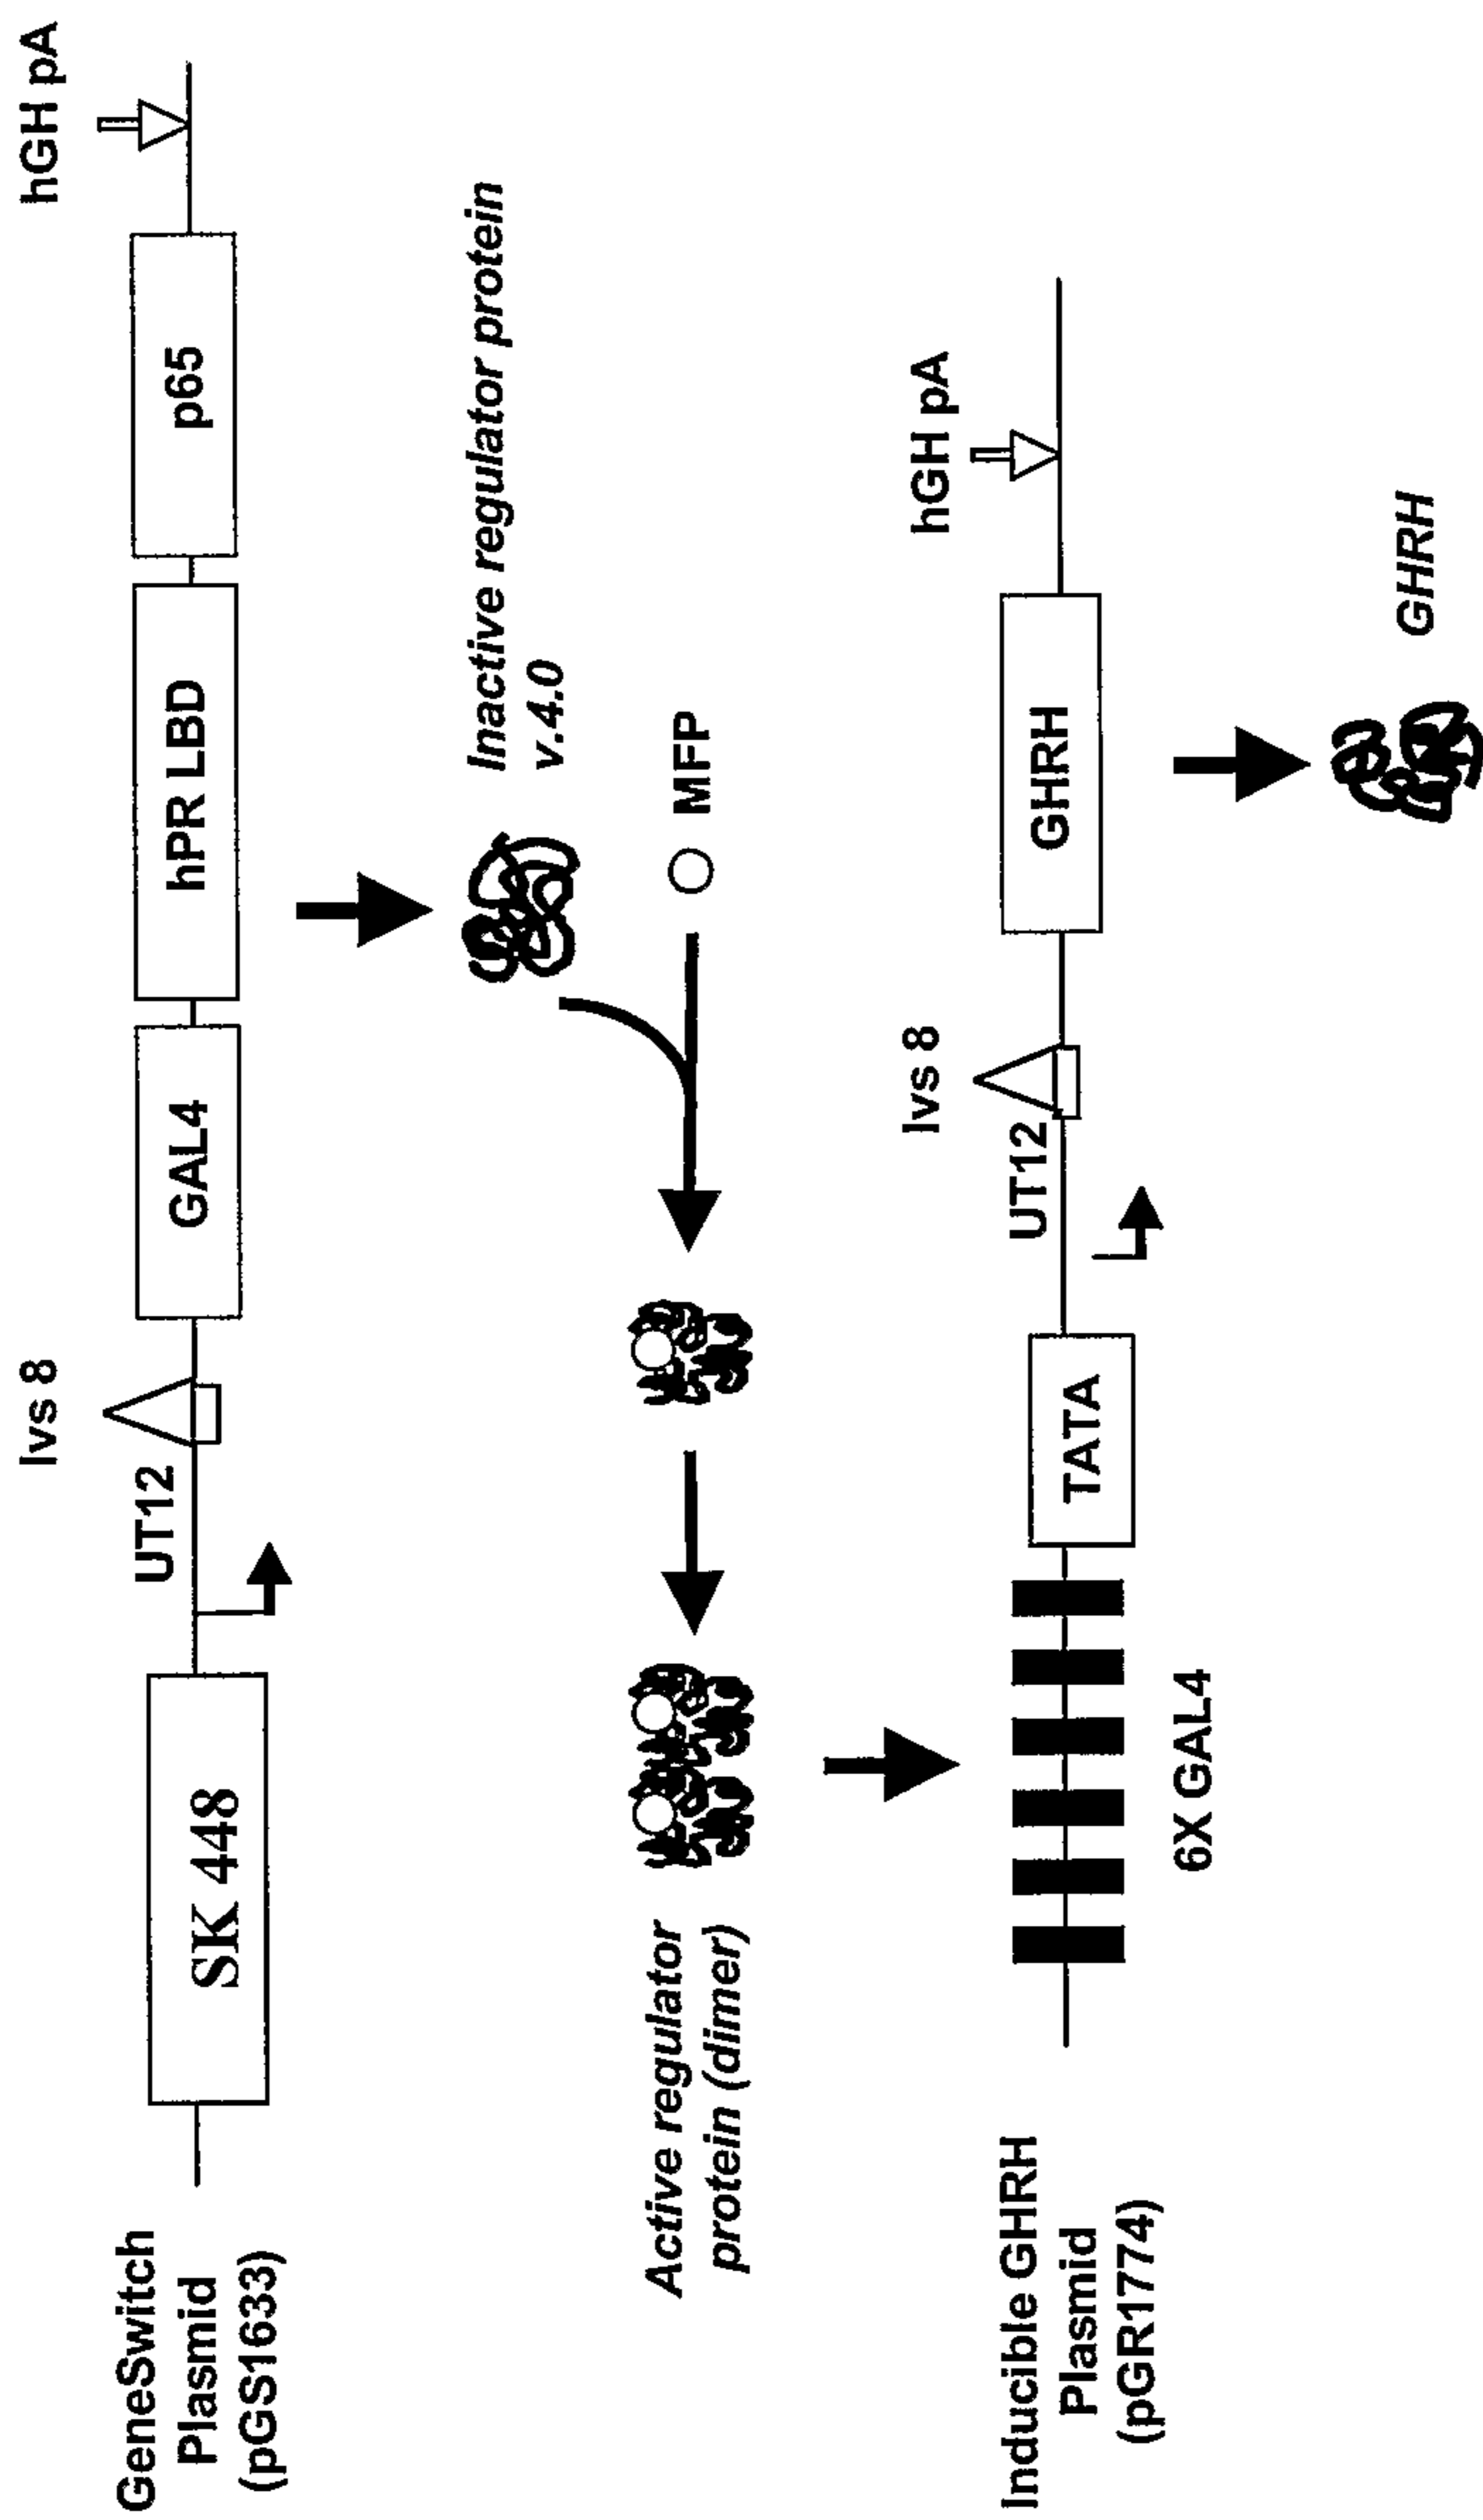 GeneSwitch
Plasmid
(pGS1633)
SK 448
UT12
Ivs 8
GAL4
hPR LBD
p65
hGH pA
Inactive regulator protein
v.4.0
MFP
Active regulator
protein (dimer)
Inducible GHRH
Plasmid
(pGR1774)
6X GAL4
TATA
UT12
Ivs 8
GHRH
hGH pA
GHRH